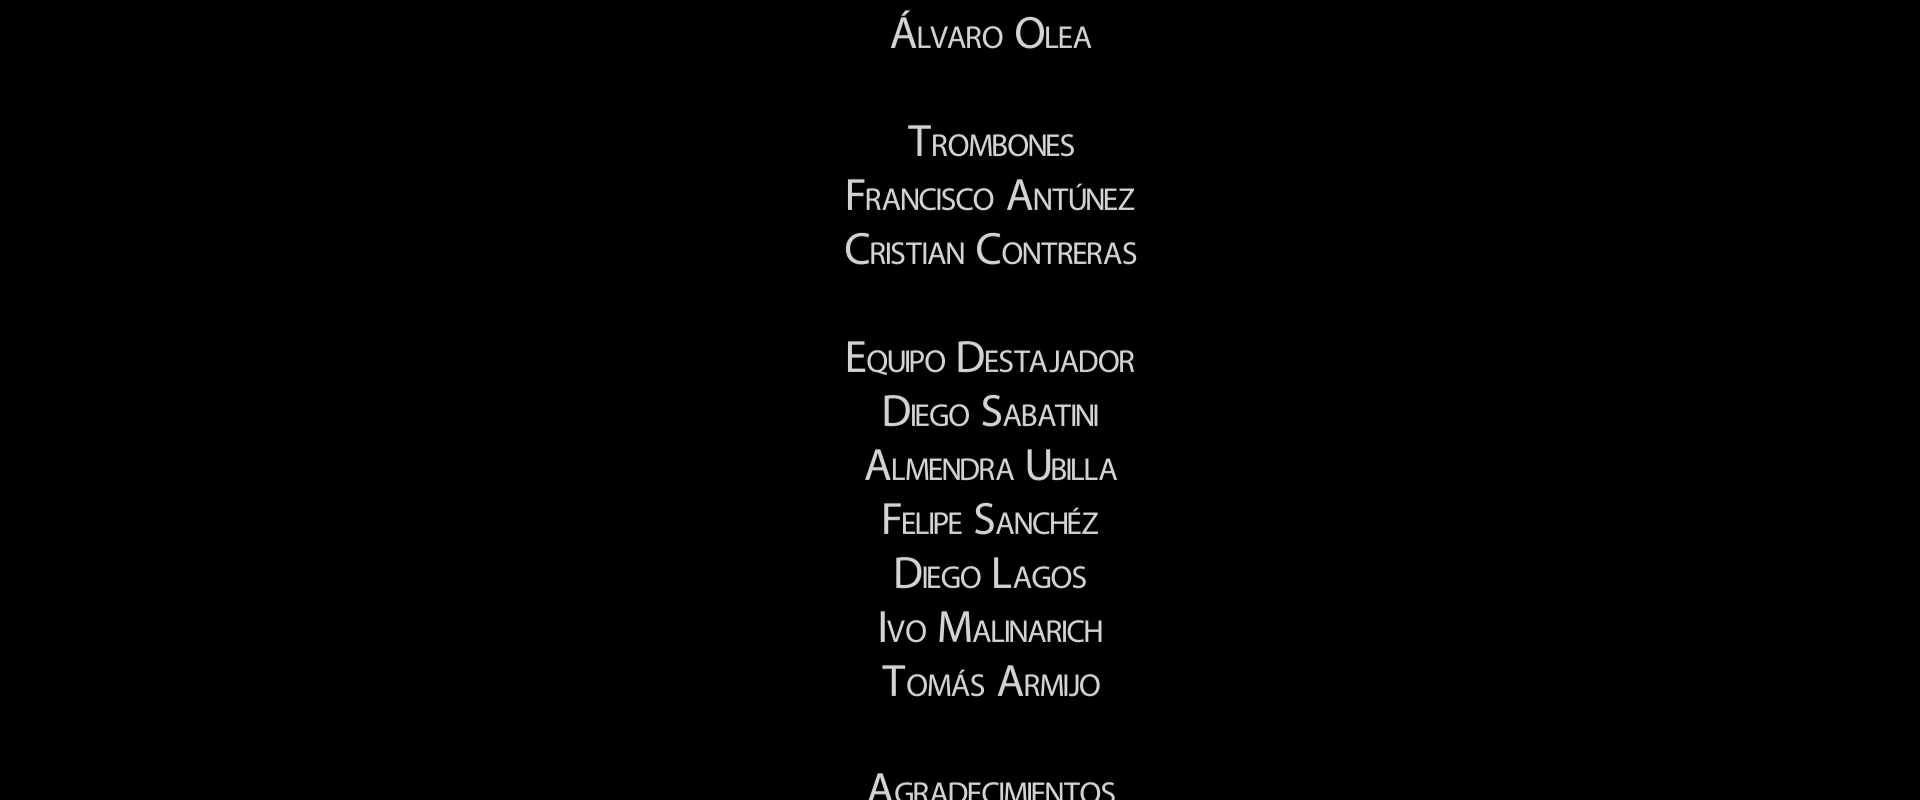 Álvaro Olea
Trombones
Francisco Antúnez
Cristian Contreras
Equipo Destajador
Diego Sabatini
Almendra Ubilla
Felipe Sanchéz
Diego Lagos
Ivo Malinarich
Tomás Armijo
Agradecimientos